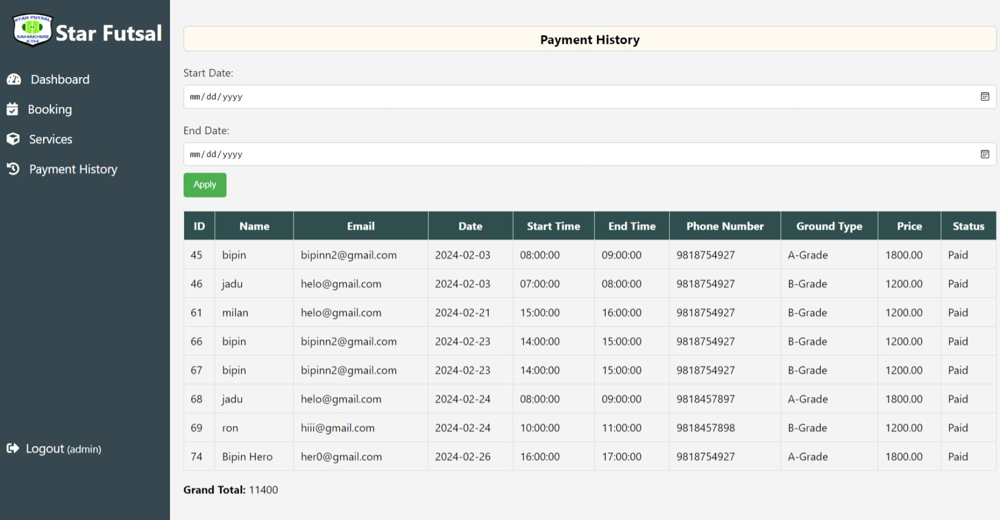 STAR FUTSAL
SAMAKHUSI
KTM
Star Futsal
Dashboard
Booking
Services
Payment History
Logout (admin)
Payment History
Start Date:
mm/dd/yyyy
End Date:
mm/dd/yyyy
Apply
ID Name Email Date Start Time End Time Phone Number Ground Type Price Status
45 bipin bipinn2@gmail.com 2024-02-03 08:00:00 09:00:00 9818754927 A-Grade 1800.00 Paid
46 jadu helo@gmail.com 2024-02-03 07:00:00 08:00:00 9818754927 B-Grade 1200.00 Paid
61 milan helo@gmail.com 2024-02-21 15:00:00 16:00:00 9818754927 B-Grade 1200.00 Paid
66 bipin bipinn2@gmail.com 2024-02-23 14:00:00 15:00:00 9818754927 B-Grade 1200.00 Paid
67 bipin bipinn2@gmail.com 2024-02-23 14:00:00 15:00:00 9818754927 B-Grade 1200.00 Paid
68 jadu helo@gmail.com 2024-02-24 08:00:00 09:00:00 9818457897 A-Grade 1800.00 Paid
69 ron hiii@gmail.com 2024-02-24 10:00:00 11:00:00 9818457898 B-Grade 1200.00 Paid
74 Bipin Hero her0@gmail.com 2024-02-26 16:00:00 17:00:00 9818754927 A-Grade 1800.00 Paid
Grand Total: 11400